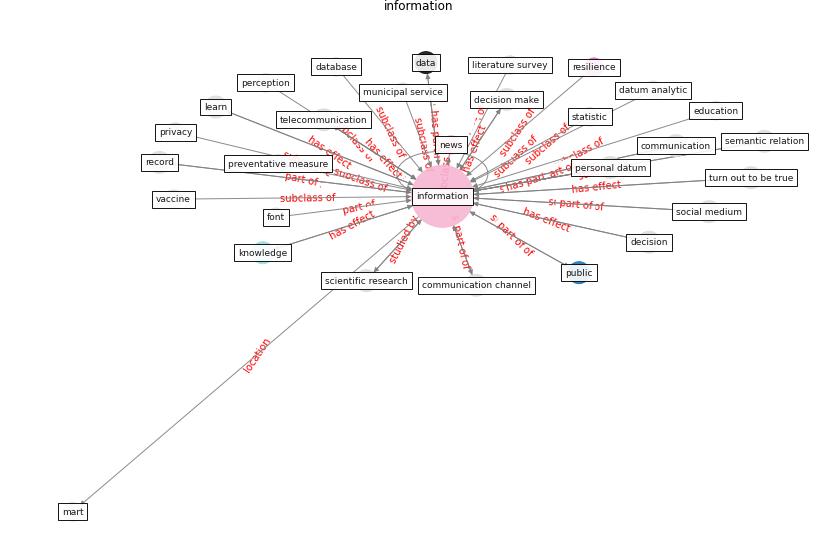 information
data
database
literature survey
resilience
perception
municipal service
decision make
datum analytic
learn
telecommunication
statistic
education
privacy
news
communication
semantic relation
record
preventative measure
personal datum
turn out to be true
vaccine
information
font
social medium
knowledge
decision
scientific research
communication channel
public
mart
subclass of
has effect
has effect
subclass of
part of
subclass of
part of
has effect
studied by
part of
part of
has effect
part of
has effect
has part
subclass of
subclass of
subclass of
has effect
location